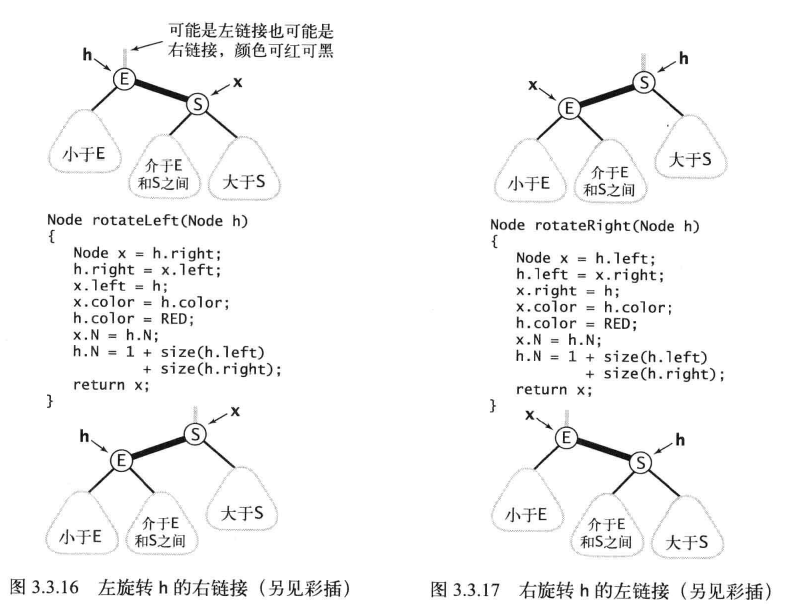 可能是左链接也可能是
右链接，颜色可红可黑
h
E
x
S
小于E
介于E
和S之间
大于S
Node rotateLeft(Node h)
{
Node x = h.right;
h.right = x.left;
x.left = h;
x.color = h.color;
h.color = RED;
x.N = h.N;
h.N = 1 + size(h.left)
+ size(h.right);
return x;
}
x
S
h
E
小于E
介于E
和S之间
大于S
图 3.3.16 左旋转 h 的右链接（另见彩插）
h
S
x
E
小于E
介于E
和S之间
大于S
Node rotateRight(Node h)
{
Node x = h.left;
h.left = x.right;
x.right = h;
x.color = h.color;
h.color = RED;
x.N = h.N;
h.N = 1 + size(h.left)
+ size(h.right);
return x;
}
x
E
h
S
小于E
介于E
和S之间
大于S
图 3.3.17 右旋转 h 的左链接（另见彩插）